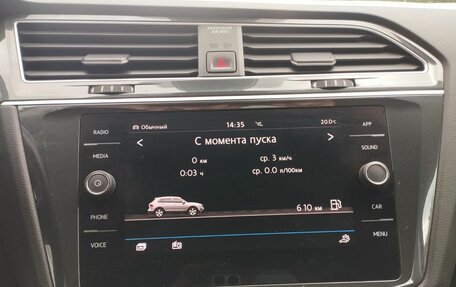 PASSENGER
AIR BAG
RADIO
MEDIA
PHONE
VOICE
Обычный 14:35 20.0°C
С момента пуска
0 км ср. 3 км/ч
0:03 ч ср. 0.0 л/100км
610 км
APP
SOUND
CAR
MENU